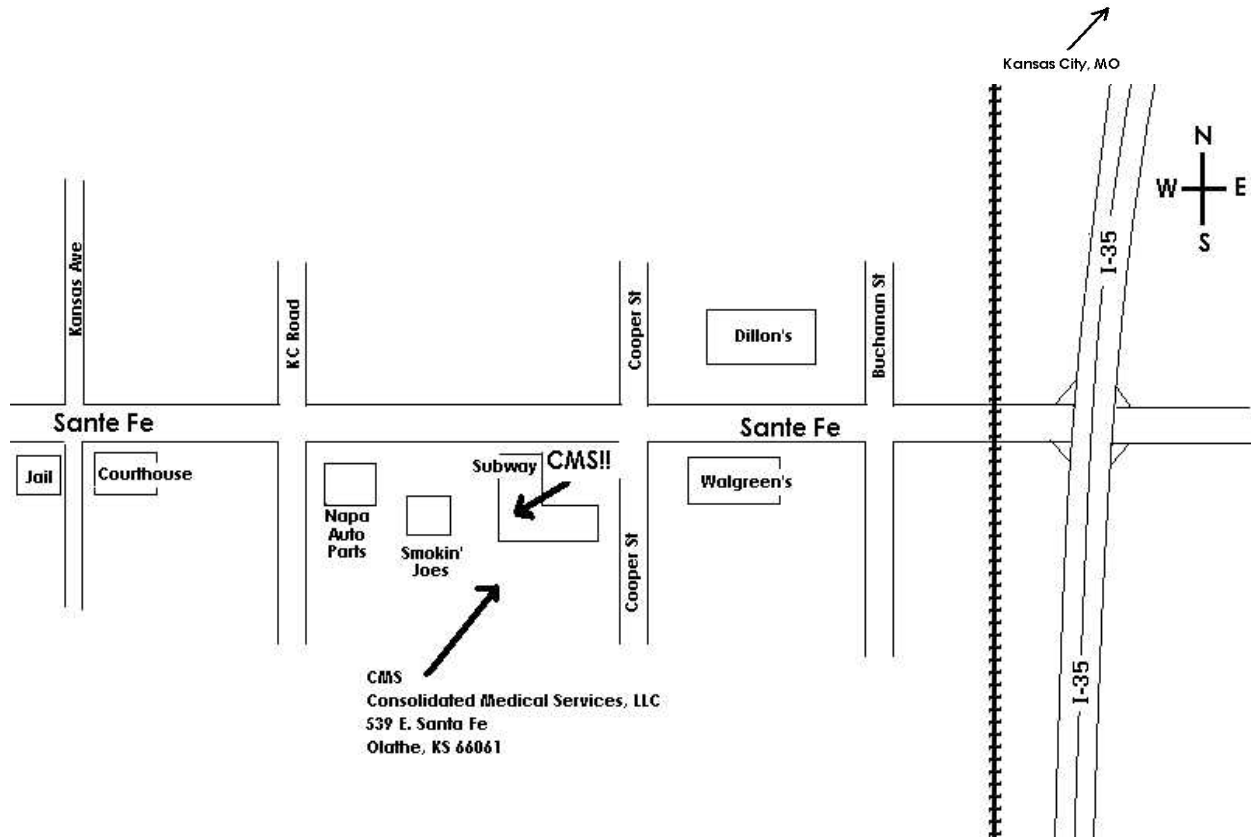 Kansas City, MO
N
W E
S
I-35
Kansas Ave
KC Road
Cooper St
Dillon's
Buchanan St
Sante Fe
Sante Fe
Jail
Courthouse
Subway
CMS!!
Walgreen's
Napa
Auto
Parts
Smokin'
Joes
Cooper St
I-35
CMS
Consolidated Medical Services, LLC
539 E. Santa Fe
Olathe, KS 66061